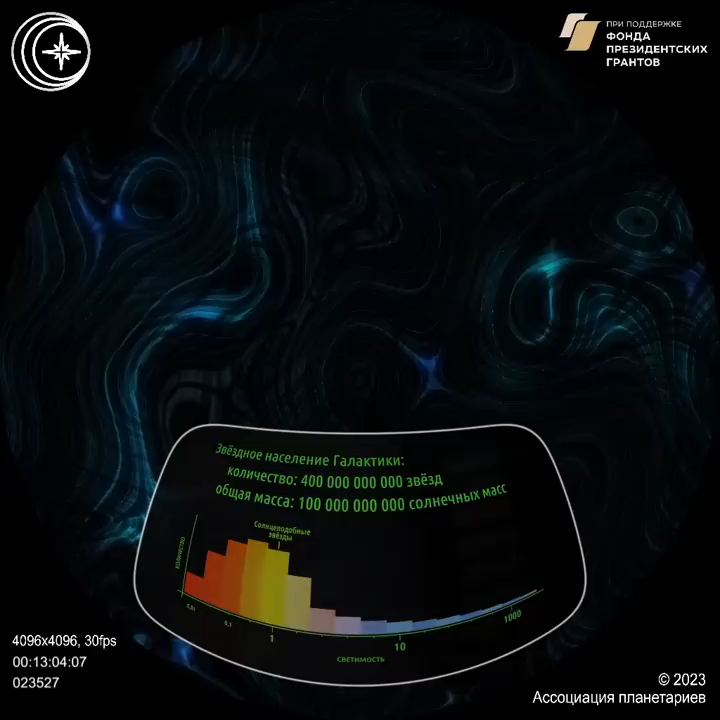 ПРИ ПОДДЕРЖКЕ
ФОНДА
ПРЕЗИДЕНТСКИХ
ГРАНТОВ
Звёздное население Галактики:
количество: 400 000 000 000 звёзд
общая масса: 100 000 000 000 солнечных масс
Солнцеподобные
звёзды
КОЛИЧЕСТВО
0,01
0,1
1
10
1000
СВЕТИМОСТЬ
4096x4096, 30fps
00:13:04:07
023527
© 2023
Ассоциация планетариев